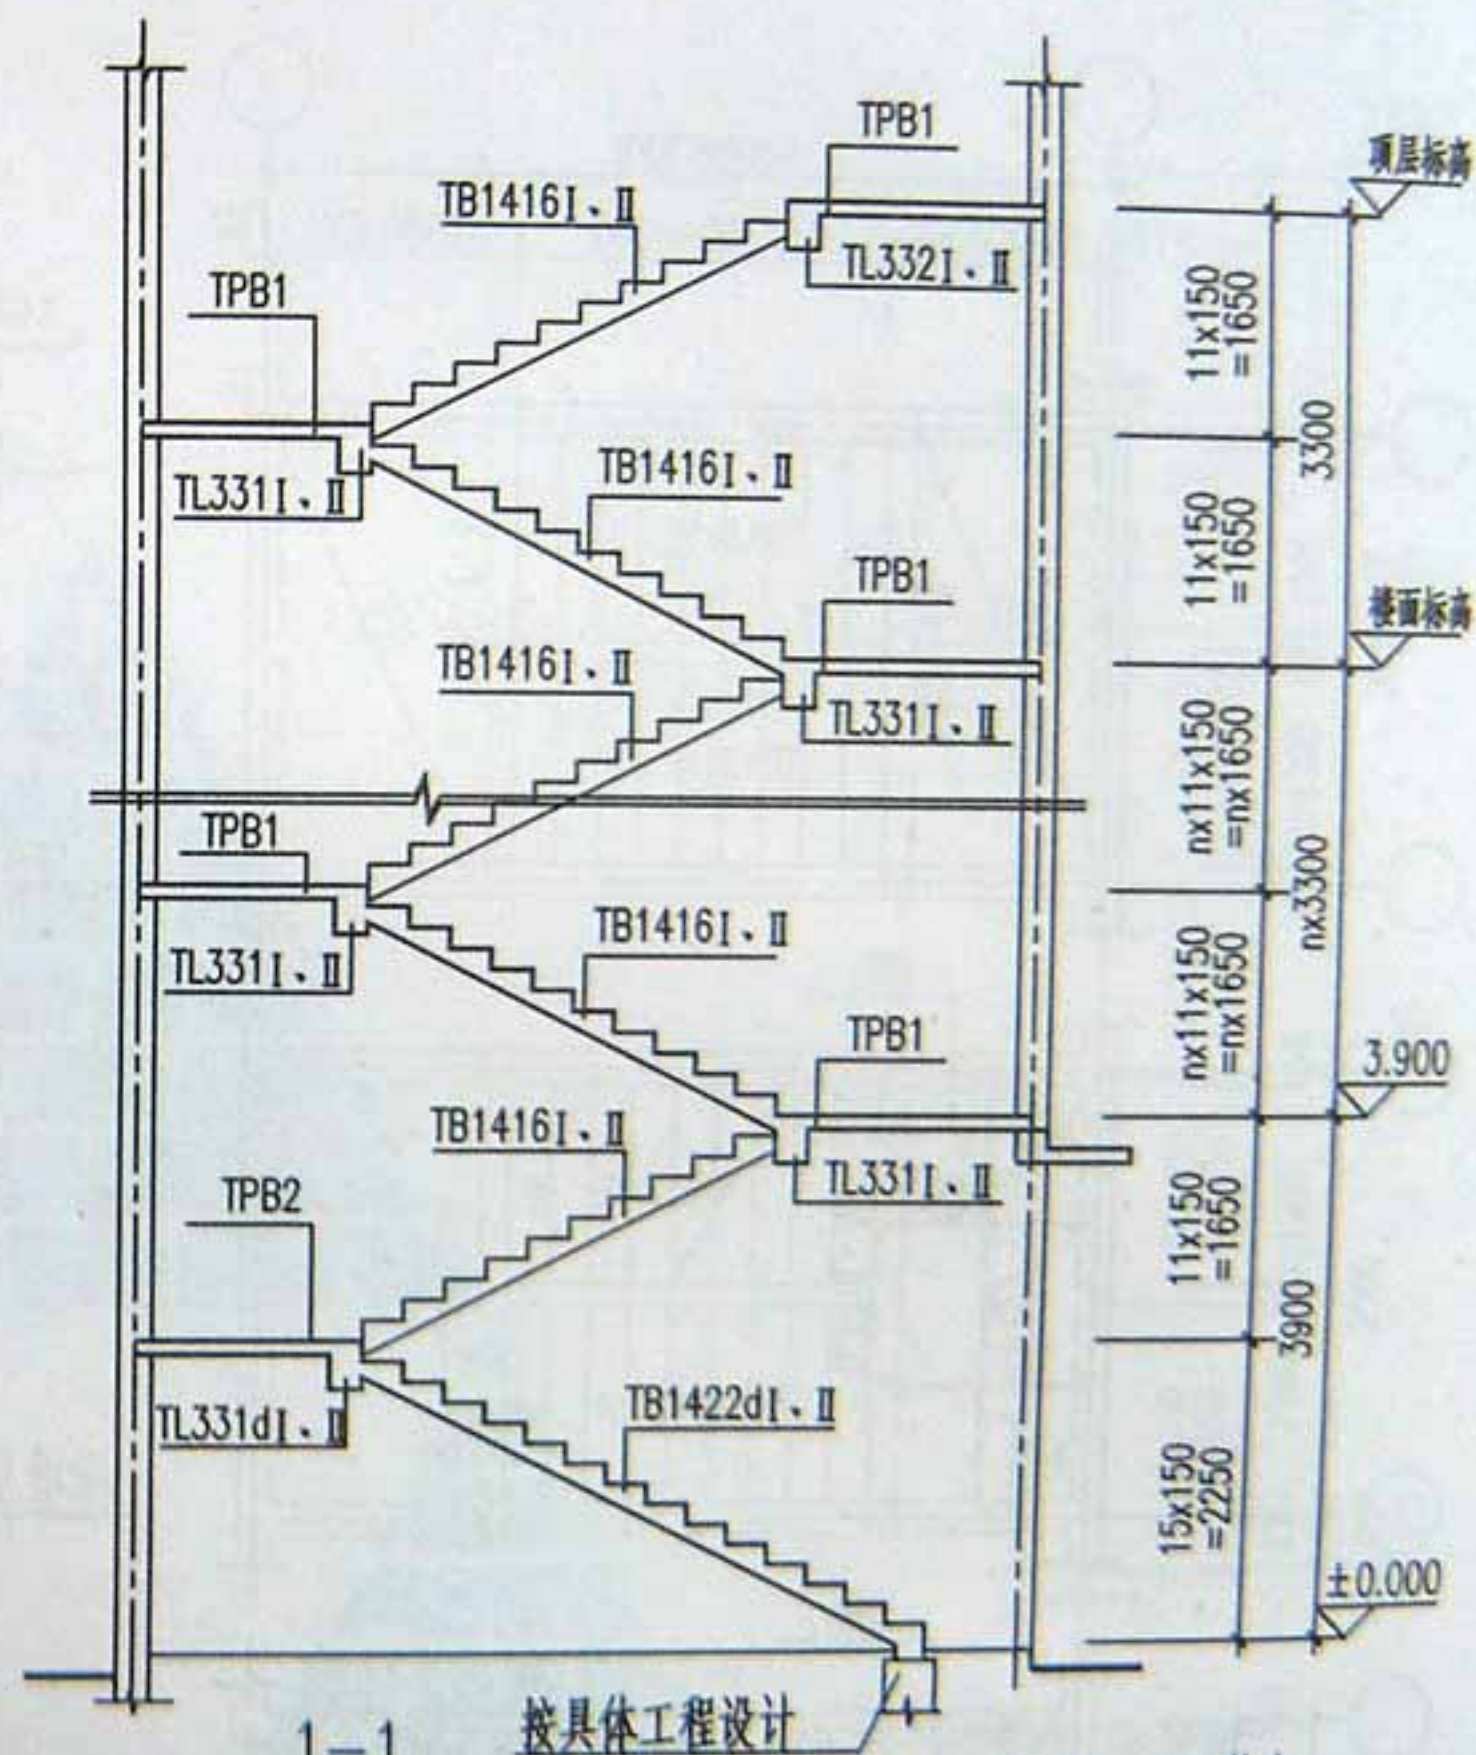 TPB1
顶层标高
TB1416Ⅰ、Ⅱ
TL332Ⅰ、Ⅱ
TPB1
11x150
=1650
3300
TL331Ⅰ、Ⅱ
TB1416Ⅰ、Ⅱ
11x150
=1650
TPB1
楼面标高
TB1416Ⅰ、Ⅱ
TL331Ⅰ、Ⅱ
nx11x150
=nx1650
TPB1
nx3300
TL331Ⅰ、Ⅱ
TB1416Ⅰ、Ⅱ
nx11x150
=nx1650
TPB1
3.900
TB1416Ⅰ、Ⅱ
TL331Ⅰ、Ⅱ
TPB2
11x150
=1650
3900
TL331dⅠ、Ⅱ
TB1422dⅠ、Ⅱ
15x150
=2250
±0.000
1-1
按具体工程设计